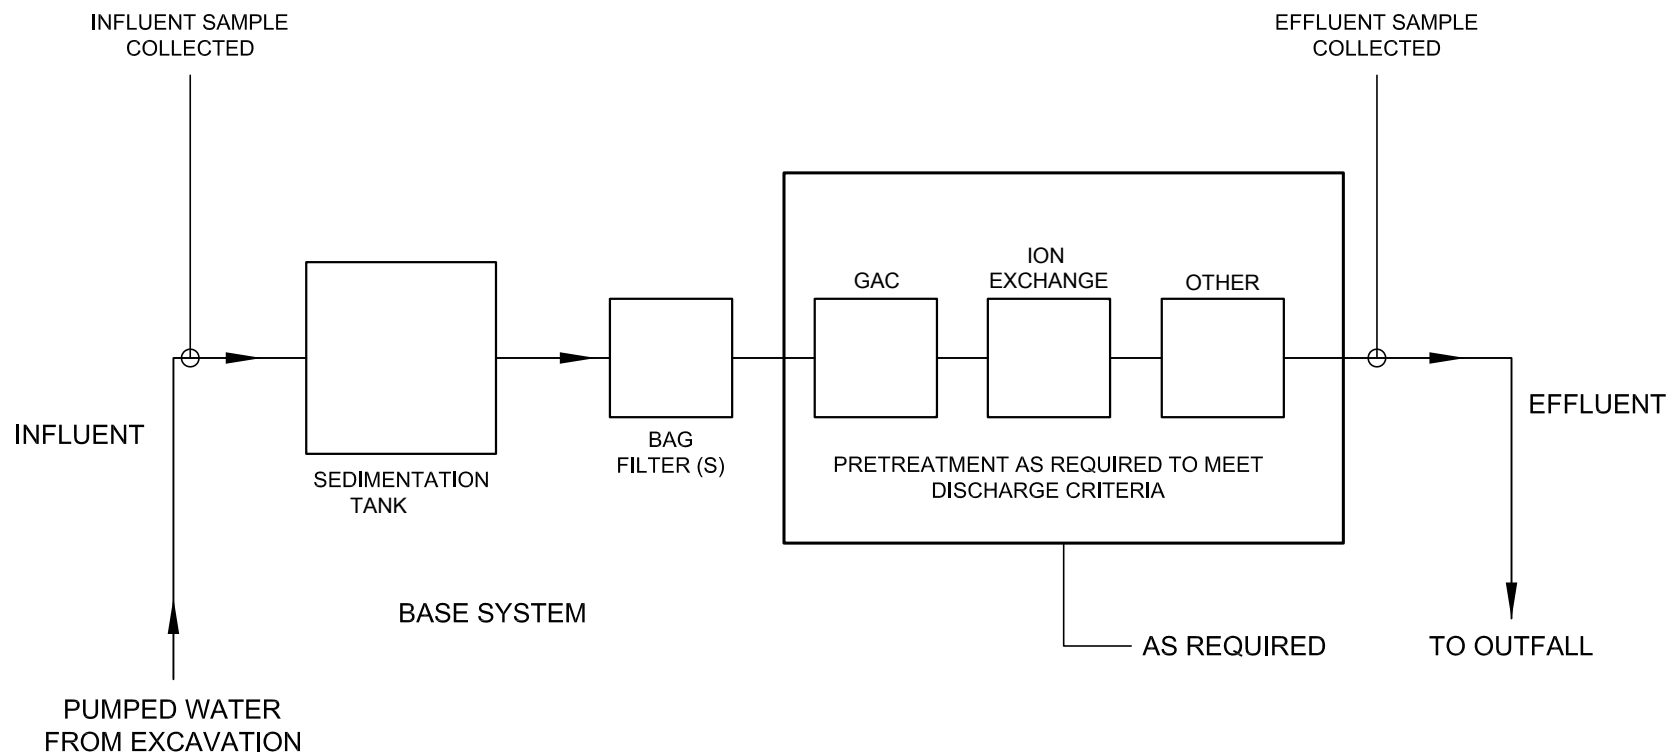 INFLUENT SAMPLE
COLLECTED
EFFLUENT SAMPLE
COLLECTED
GAC
ION
EXCHANGE
OTHER
INFLUENT
EFFLUENT
SEDIMENTATION
TANK
BAG
FILTER (S)
PRETREATMENT AS REQUIRED TO MEET
DISCHARGE CRITERIA
BASE SYSTEM
AS REQUIRED
TO OUTFALL
PUMPED WATER
FROM EXCAVATION